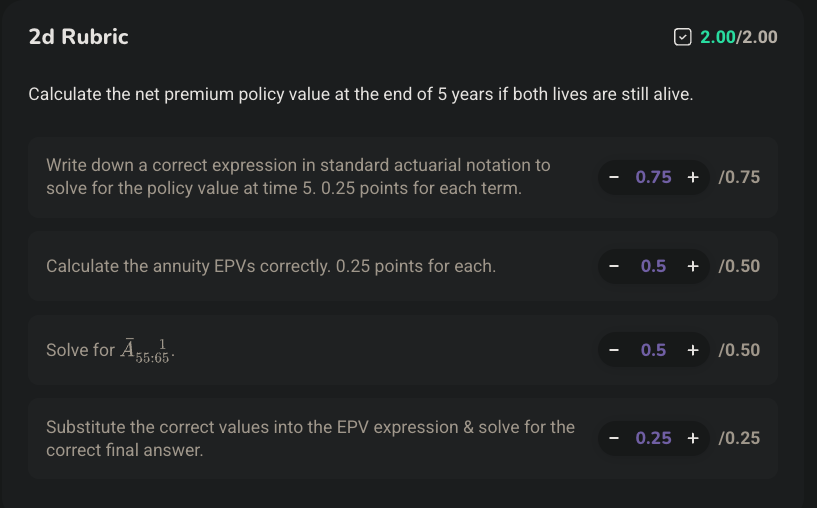 2d Rubric
2.00/2.00
Calculate the net premium policy value at the end of 5 years if both lives are still alive.
Write down a correct expression in standard actuarial notation to
solve for the policy value at time 5. 0.25 points for each term.
− 0.75 + /0.75
Calculate the annuity EPVs correctly. 0.25 points for each.
− 0.5 + /0.50
Solve for $\bar{A}_{55:\overset{1}{65}}$.
− 0.5 + /0.50
Substitute the correct values into the EPV expression & solve for the
correct final answer.
− 0.25 + /0.25